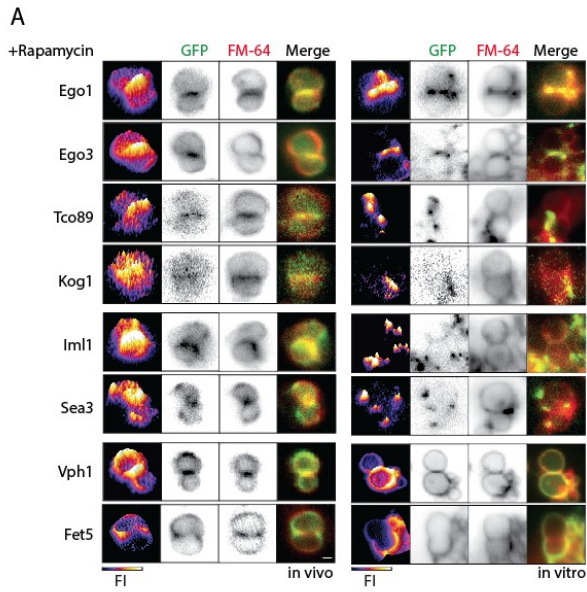 A
+Rapamycin GFP FM-64 Merge GFP FM-64 Merge
Ego1
Ego3
Tco89
Kog1
Iml1
Sea3
Vph1
Fet5
FI in vivo FI in vitro